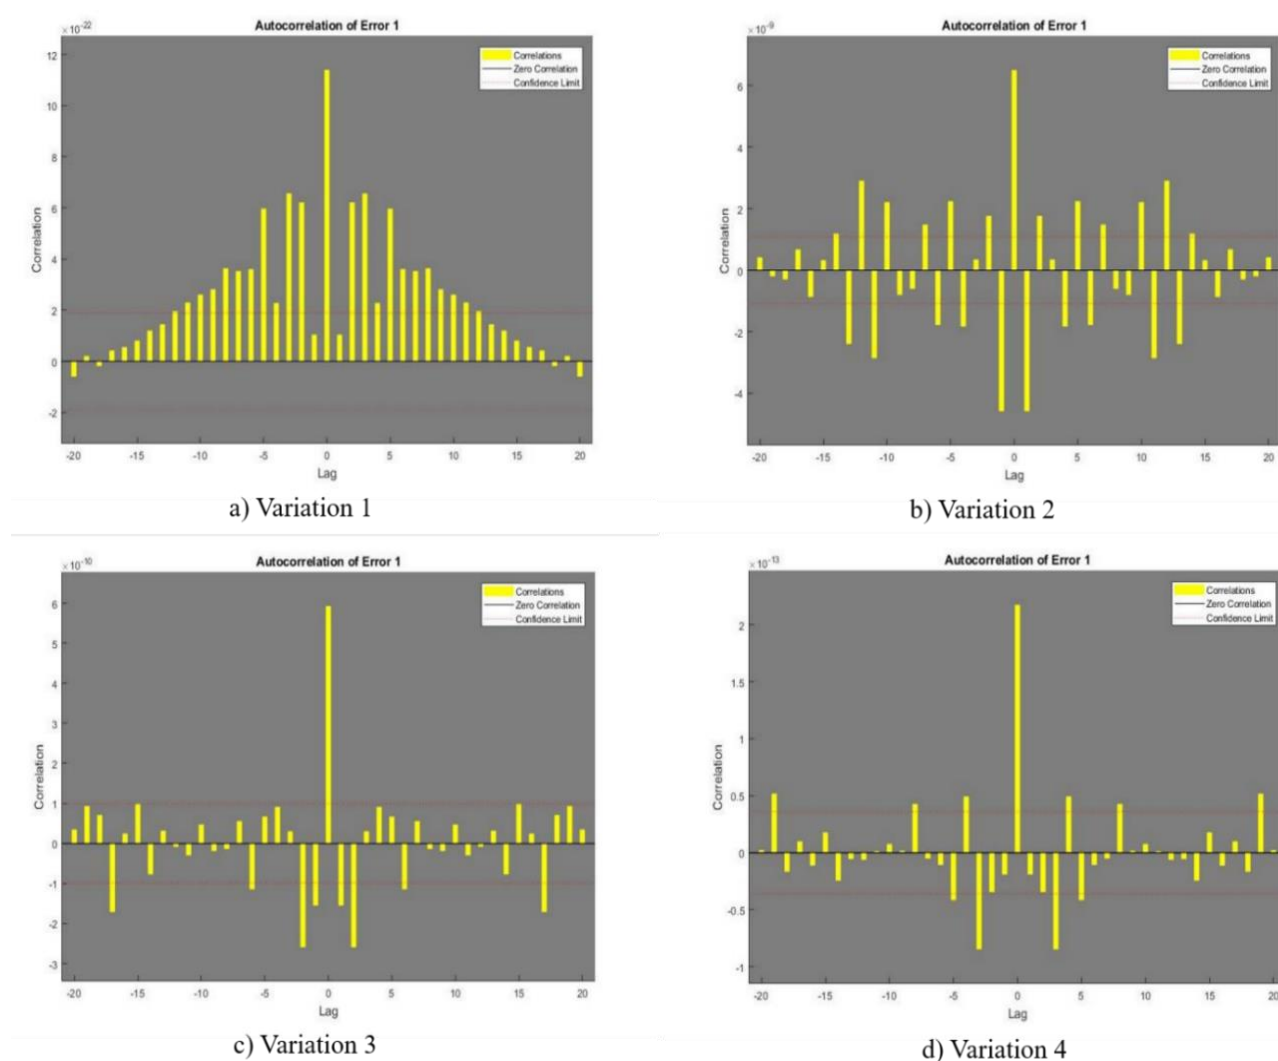 ×10-22
Autocorrelation of Error 1
12
10
8
6
4
2
0
-2
Correlation
Correlations
Zero Correlation
Confidence Limit
-20 -15 -10 -5 0 5 10 15 20
Lag
a) Variation 1
×10-9
Autocorrelation of Error 1
6
4
2
0
-2
-4
Correlation
Correlations
Zero Correlation
Confidence Limit
-20 -15 -10 -5 0 5 10 15 20
Lag
b) Variation 2
×10-10
Autocorrelation of Error 1
6
5
4
3
2
1
0
-1
-2
-3
Correlation
Correlations
Zero Correlation
Confidence Limit
-20 -15 -10 -5 0 5 10 15 20
Lag
c) Variation 3
×10-13
Autocorrelation of Error 1
2
1.5
1
0.5
0
-0.5
-1
Correlation
Correlations
Zero Correlation
Confidence Limit
-20 -15 -10 -5 0 5 10 15 20
Lag
d) Variation 4